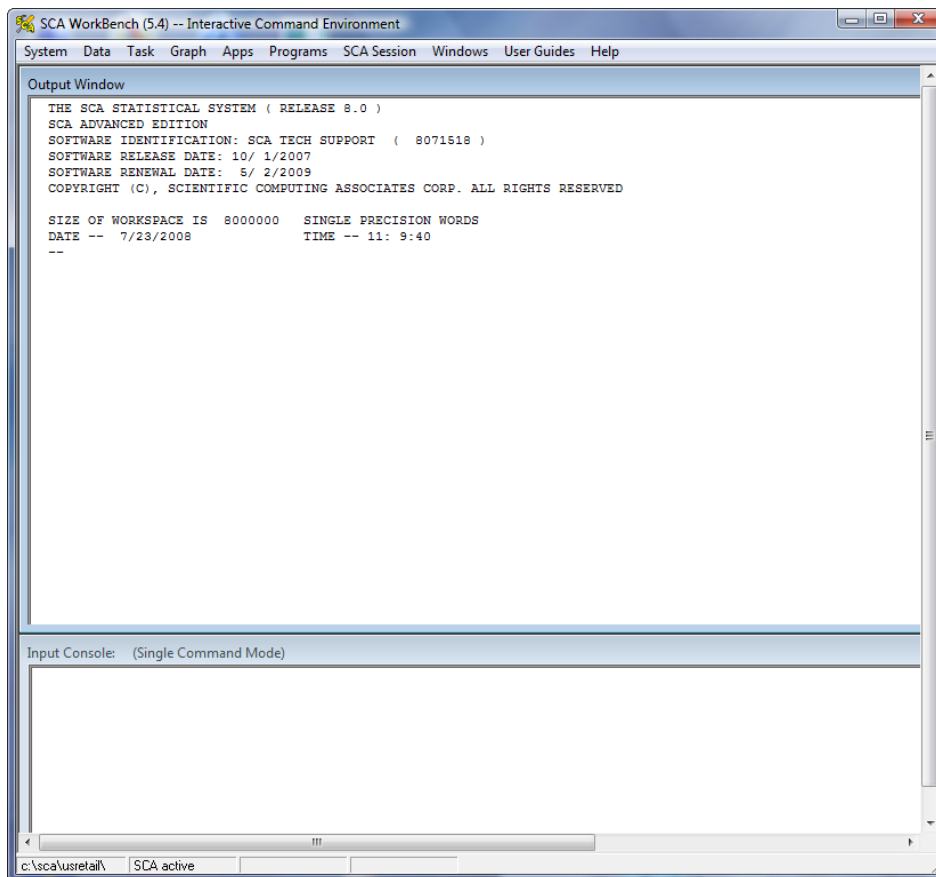 SCA WorkBench (5.4) -- Interactive Command Environment
System Data Task Graph Apps Programs SCA Session Windows User Guides Help
Output Window
THE SCA STATISTICAL SYSTEM ( RELEASE 8.0 )
SCA ADVANCED EDITION
SOFTWARE IDENTIFICATION: SCA TECH SUPPORT ( 8071518 )
SOFTWARE RELEASE DATE: 10/ 1/2007
SOFTWARE RENEWAL DATE: 5/ 2/2009
COPYRIGHT (C), SCIENTIFIC COMPUTING ASSOCIATES CORP. ALL RIGHTS RESERVED
SIZE OF WORKSPACE IS 8000000 SINGLE PRECISION WORDS
DATE -- 7/23/2008 TIME -- 11: 9:40
--
Input Console: (Single Command Mode)
c:\sca\usretail\ SCA active